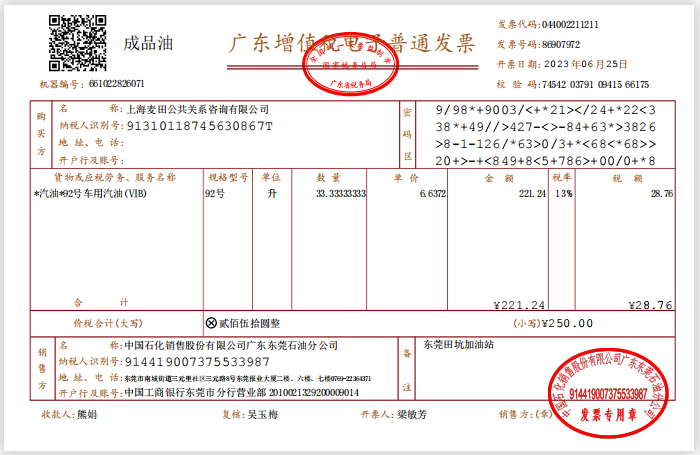 成品油
广东增值税电子普通发票
全国统一发票监制章
国家税务总局
广东省税务局
发票代码: 044002211211
发票号码: 86907972
开票日期: 2023年06月25日
校 验 码: 74542 03791 09415 66175
机器编号: 661022826071
购买方
名 称: 上海麦田公共关系咨询有限公司
纳税人识别号: 91310118745630867T
地 址、电 话:
开户行及账号:
密码区
9/98*+9003/<+*21></24+*22<3
38*+49//>427-<>-84+63*>3826
>8-1-126/*63>0/3+*<68<*68>>
20+>-+<849+8<5+786>+00/0+*8
货物或应税劳务、服务名称 规格型号 单位 数 量 单 价 金 额 税率 税 额
*汽油*92号车用汽油(VIB) 92号 升 33.33333333 6.6372 221.24 13% 28.76
合 计 ¥221.24 ¥28.76
价税合计(大写) ⊗贰佰伍拾圆整 (小写)¥250.00
销售方
名 称: 中国石化销售股份有限公司广东东莞石油分公司
纳税人识别号: 914419007375533987
地 址、电 话: 东莞市南城街道三元里社区三元路8号东莞报业大厦二楼、六楼、七楼0769-22364371
开户行及账号: 中国工商银行东莞市分行营业部 2010021329200009014
备注
东莞田坑加油站
收款人: 熊娟 复核: 吴玉梅 开票人: 梁敏芳 销售方:(章)
中国石化销售股份有限公司广东东莞石油分公司
914419007375533987
发票专用章